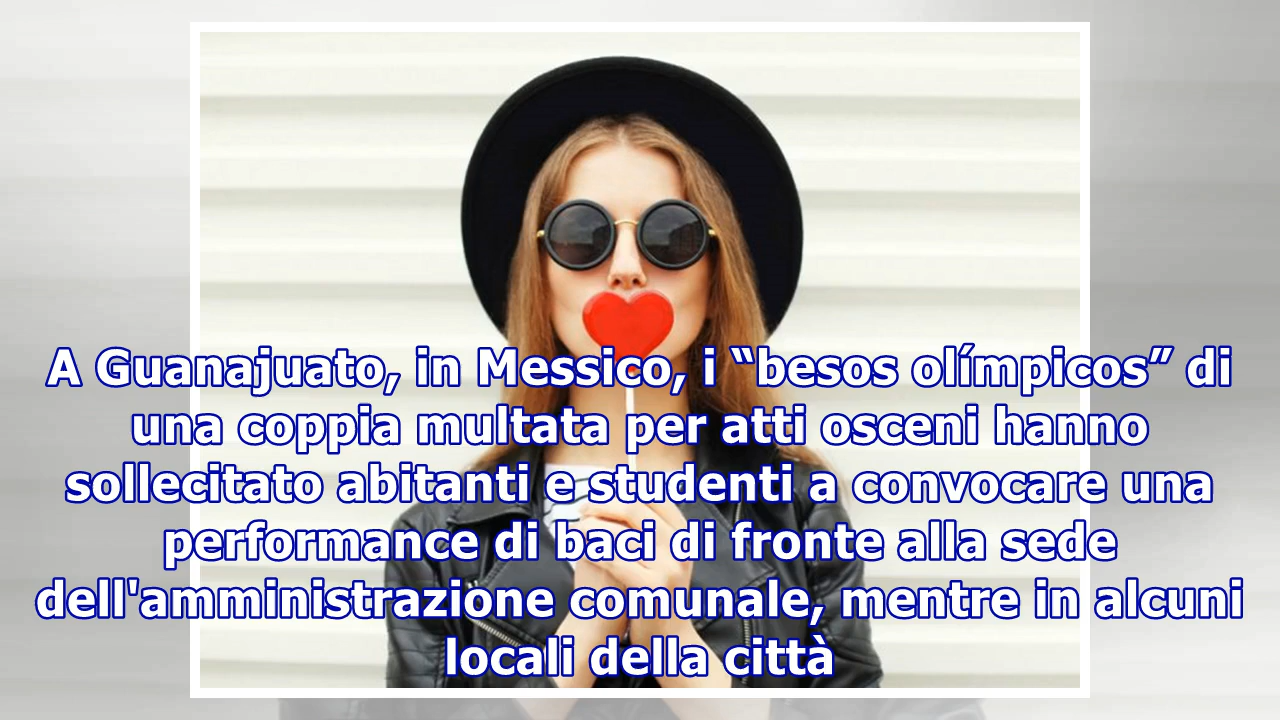 A Guanajuato, in Messico, i “besos olímpicos” di
una coppia multata per atti osceni hanno
sollecitato abitanti e studenti a convocare una
performance di baci di fronte alla sede
dell'amministrazione comunale, mentre in alcuni
locali della città